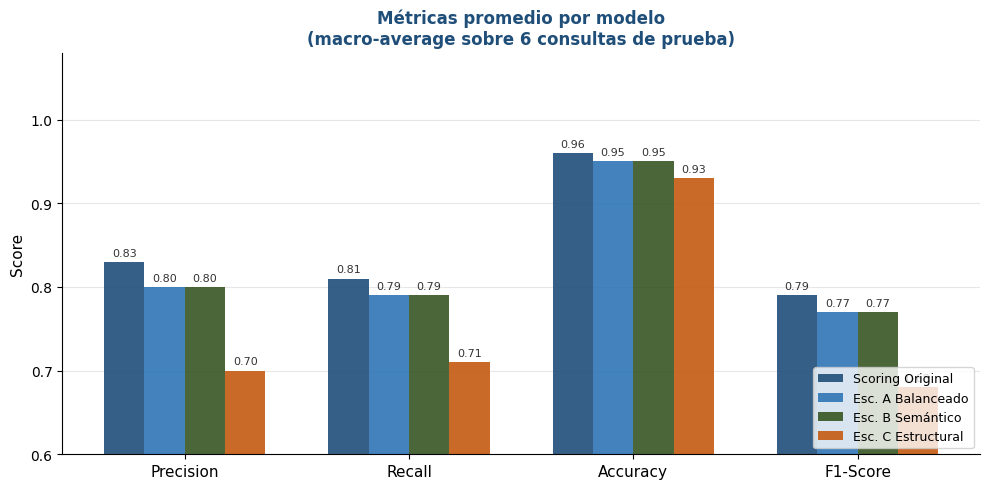 Métricas promedio por modelo
(macro-average sobre 6 consultas de prueba)
Score
1.0
0.9
0.8
0.7
0.6
0.83
0.80
0.80
0.70
0.81
0.79
0.79
0.71
0.96
0.95
0.95
0.93
0.79
0.77
0.77
Precision
Recall
Accuracy
F1-Score
Scoring Original
Esc. A Balanceado
Esc. B Semántico
Esc. C Estructural